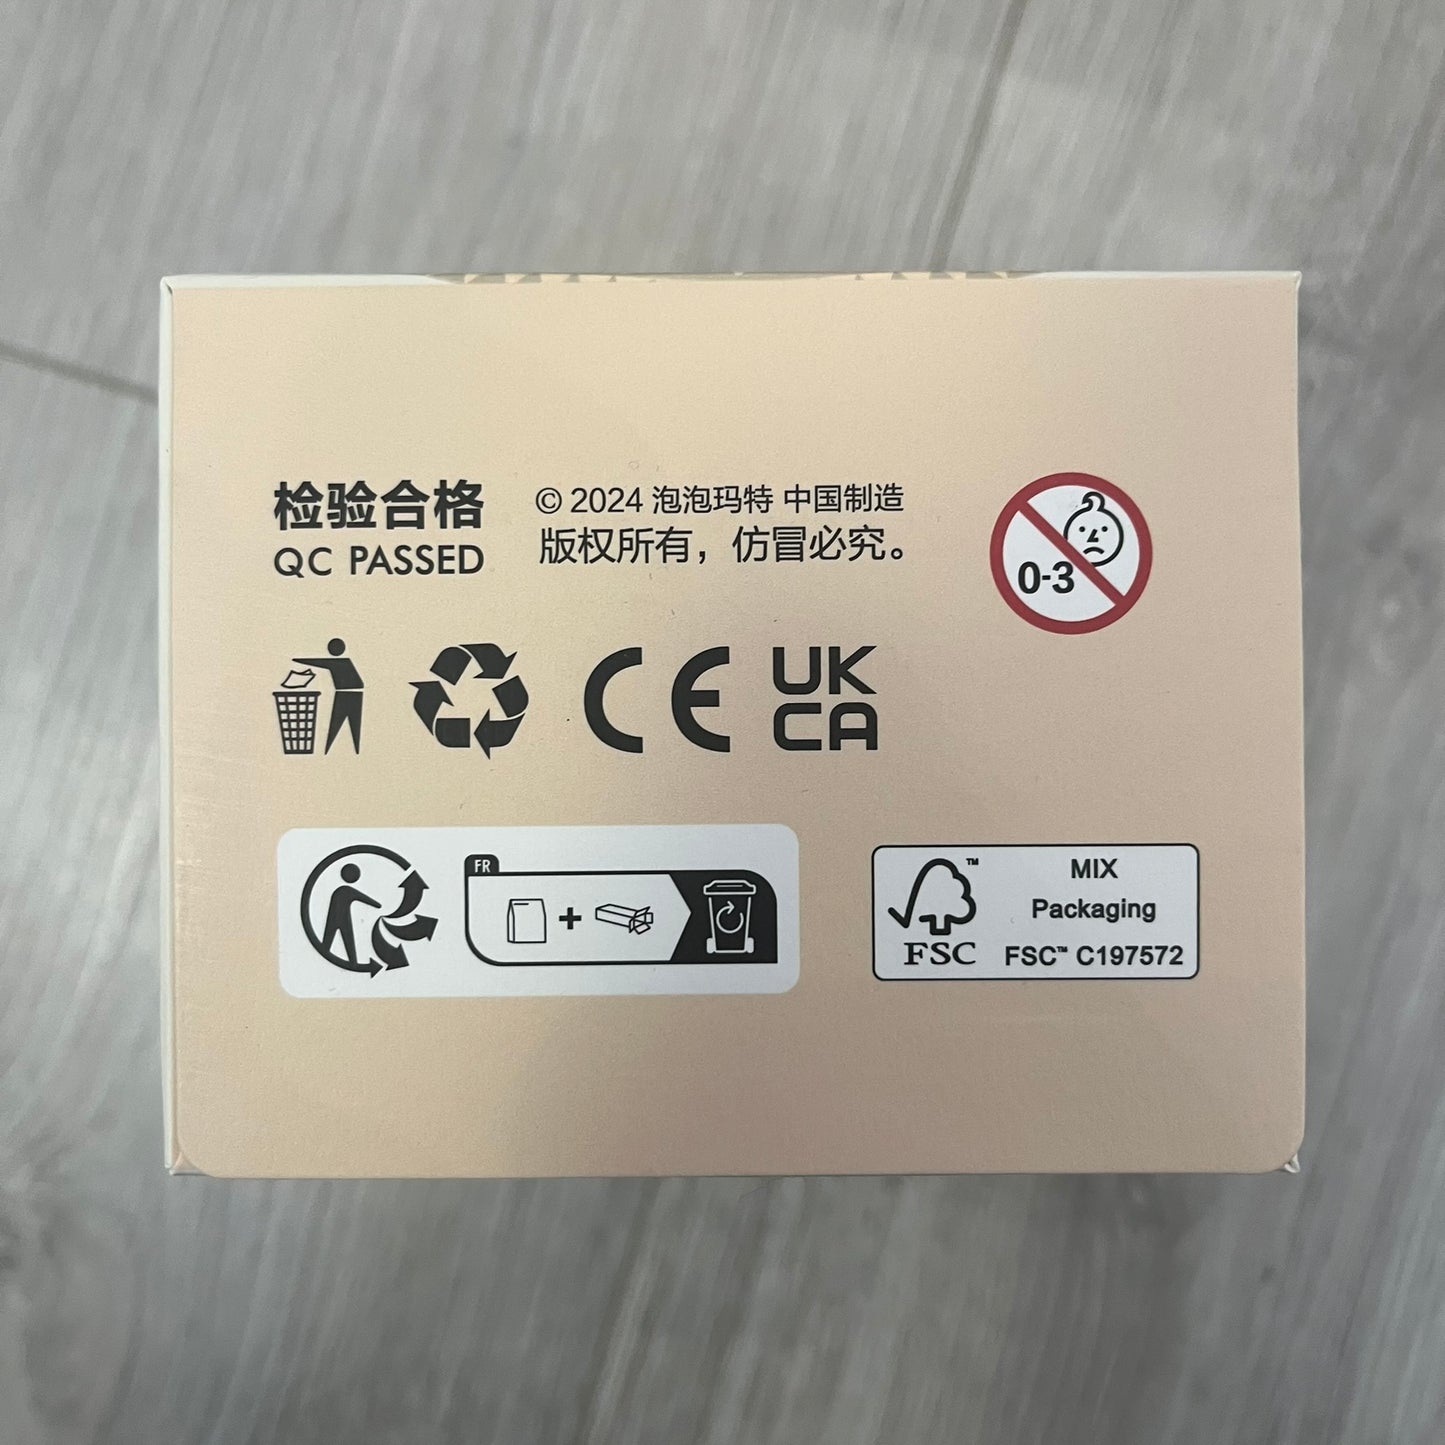 检验合格
QC PASSED
© 2024 泡泡玛特 中国制造
版权所有，仿冒必究。
0-3
CE
UK
CA
FR
FSC™
MIX
Packaging
FSC™ C197572